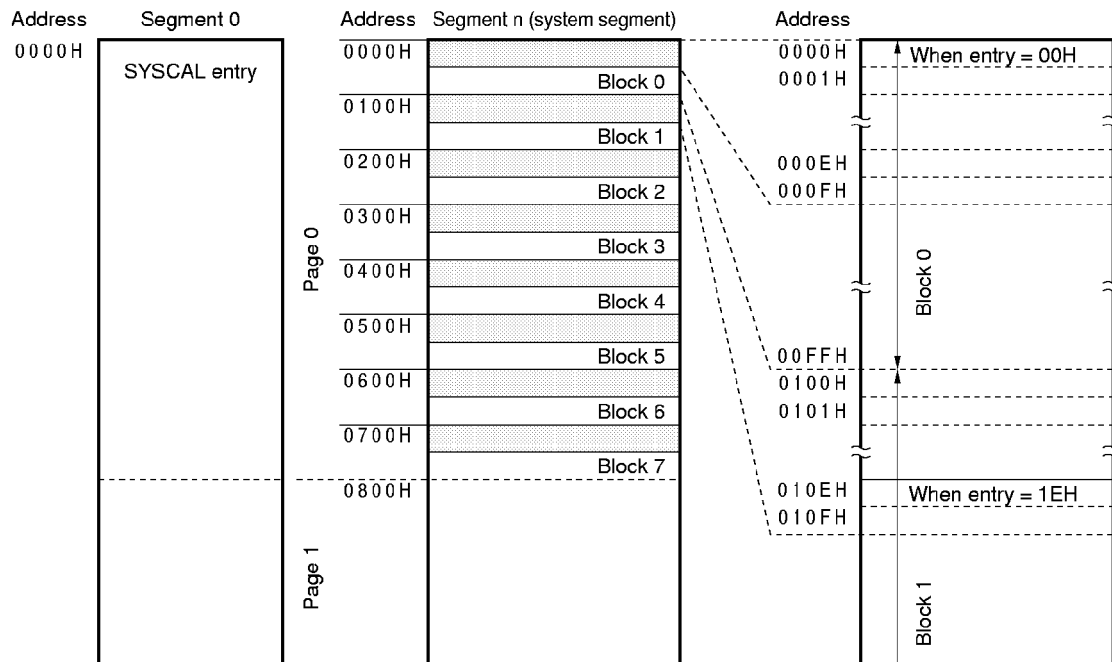 Address
Segment 0
0000H
SYSCAL entry
Page 0
Page 1
Address
Segment n (system segment)
0000H
Block 0
0100H
Block 1
0200H
Block 2
0300H
Block 3
0400H
Block 4
0500H
Block 5
0600H
Block 6
0700H
Block 7
0800H
Address
0000H
When entry = 00H
0001H
000EH
000FH
Block 0
00FFH
0100H
0101H
010EH
When entry = 1EH
010FH
Block 1